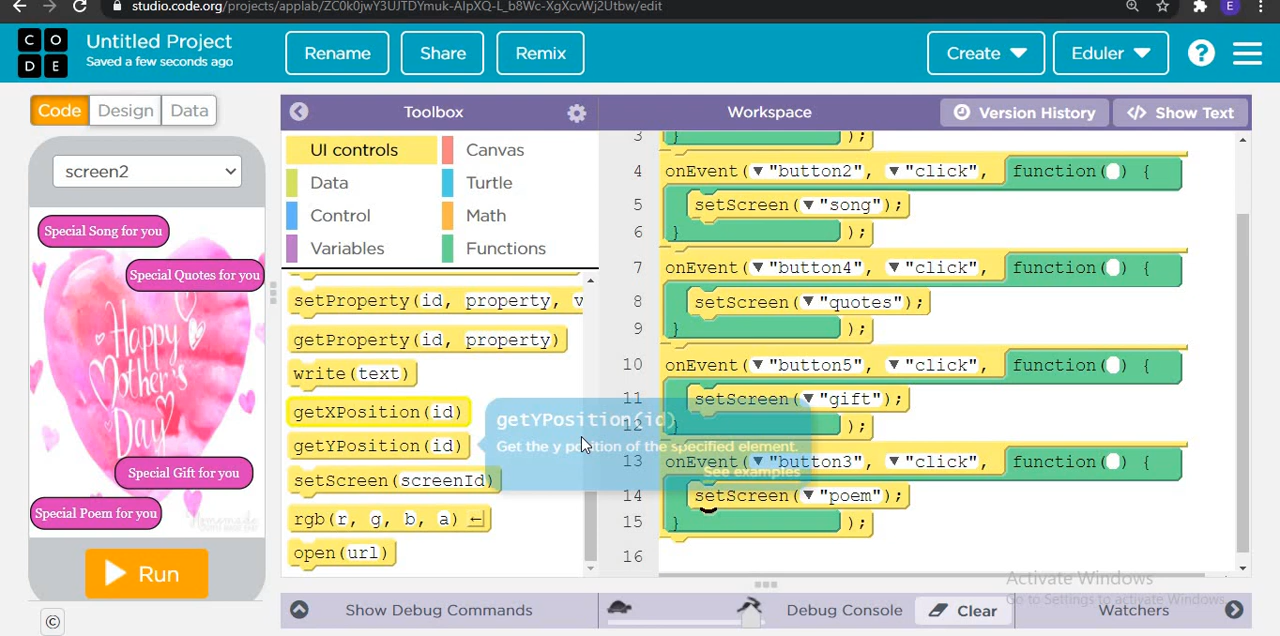 studio.code.org/projects/applab/ZC0k0jwY3UJTDYmuk-AIpXQ-L_b8Wc-XgXcvWj2Utbw/edit
E
C O
D E
Untitled Project
Saved a few seconds ago
Rename
Share
Remix
Create
Eduler
?
Code
Design
Data
Toolbox
Workspace
Version History
</> Show Text
screen2
Special Song for you
Special Quotes for you
Happy
Mother's
Day
Special Gift for you
Special Poem for you
Homemade
Run
©
UI controls
Canvas
Data
Turtle
Control
Math
Variables
Functions
setProperty(id, property, v
getProperty(id, property)
write(text)
getXPosition(id)
getYPosition(id)
setScreen(screenId)
rgb(r, g, b, a)
open(url)
getYPosition(id)
Get the y position of the specified element.
See examples
3 } );
4 onEvent("button2", "click", function() {
5 setScreen("song");
6 } );
7 onEvent("button4", "click", function() {
8 setScreen("quotes");
9 } );
10 onEvent("button5", "click", function() {
11 setScreen("gift");
12 } );
13 onEvent("button3", "click", function() {
14 setScreen("poem");
15 } );
16
Activate Windows
Go to Settings to activate Windows.
Show Debug Commands
Debug Console
Clear
Watchers